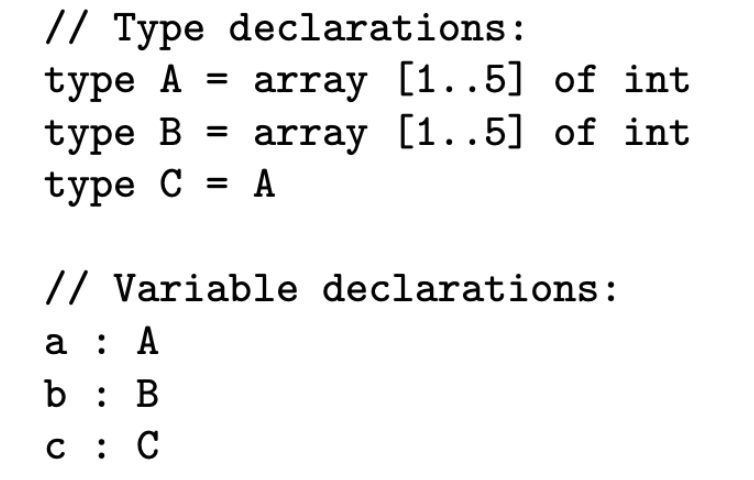 // Type declarations:
type A = array [1..5] of int
type B = array [1..5] of int
type C = A
// Variable declarations:
a : A
b : B
c : C